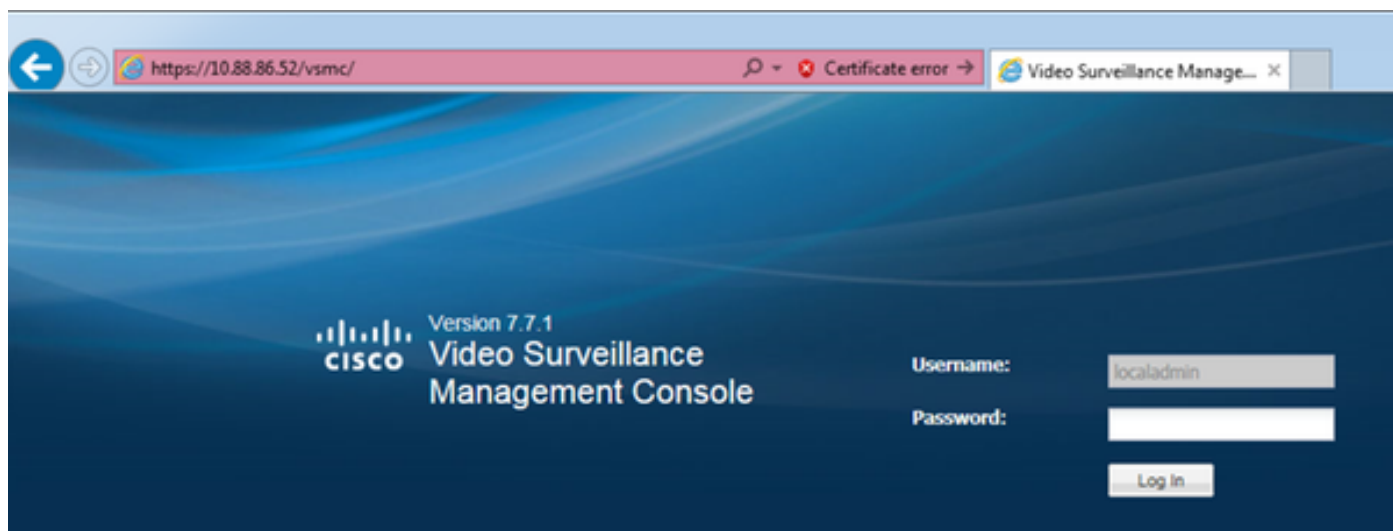 https://10.88.86.52/vsmc/
Certificate error
Video Surveillance Manage...
CISCO
Version 7.7.1
Video Surveillance
Management Console
Username:
localadmin
Password:
Log In